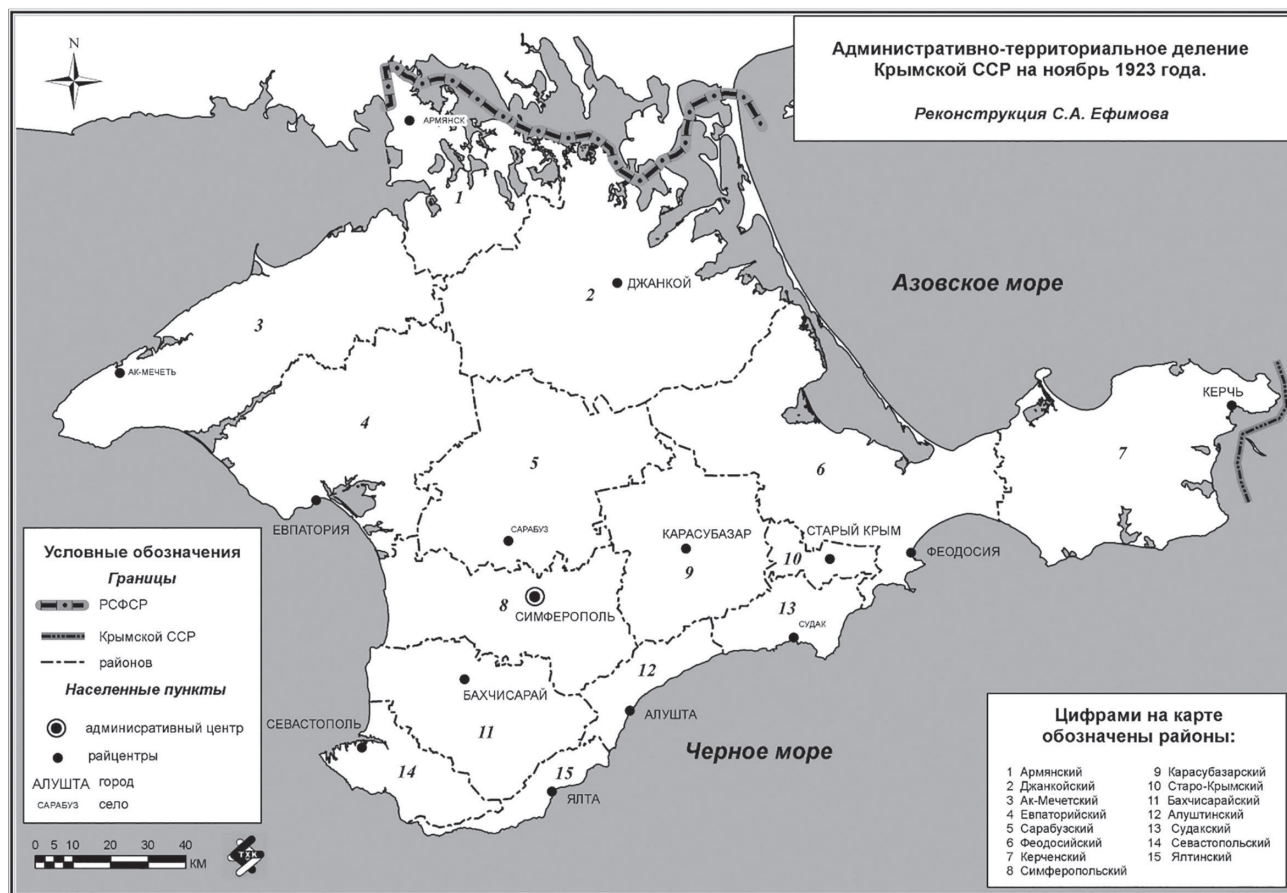 Административно-территориальное деление
Крымской ССР на ноябрь 1923 года.
Реконструкция С.А. Ефимова
N
АРМЯНСК
1
2
ДЖАНКОЙ
Азовское море
3
АК-МЕЧЕТЬ
КЕРЧЬ
4
5
6
7
ЕВПАТОРИЯ
САРАБУЗ
КАРАСУБАЗАР
СТАРЫЙ КРЫМ
ФЕОДОСИЯ
10
9
8
СИМФЕРОПОЛЬ
13
СУДАК
12
БАХЧИСАРАЙ
АЛУШТА
СЕВАСТОПОЛЬ
11
Черное море
14
15
ЯЛТА
Условные обозначения
Границы
РСФСР
Крымской ССР
районов
Населенные пункты
админисративный центр
райцентры
АЛУШТА город
САРАБУЗ село
0 5 10 20 30 40
КМ
ТХК
Цифрами на карте
обозначены районы:
1 Армянский
2 Джанкойский
3 Ак-Мечетский
4 Евпаторийский
5 Сарабузский
6 Феодосийский
7 Керченский
8 Симферопольский
9 Карасубазарский
10 Старо-Крымский
11 Бахчисарайский
12 Алуштинский
13 Судакский
14 Севастопольский
15 Ялтинский